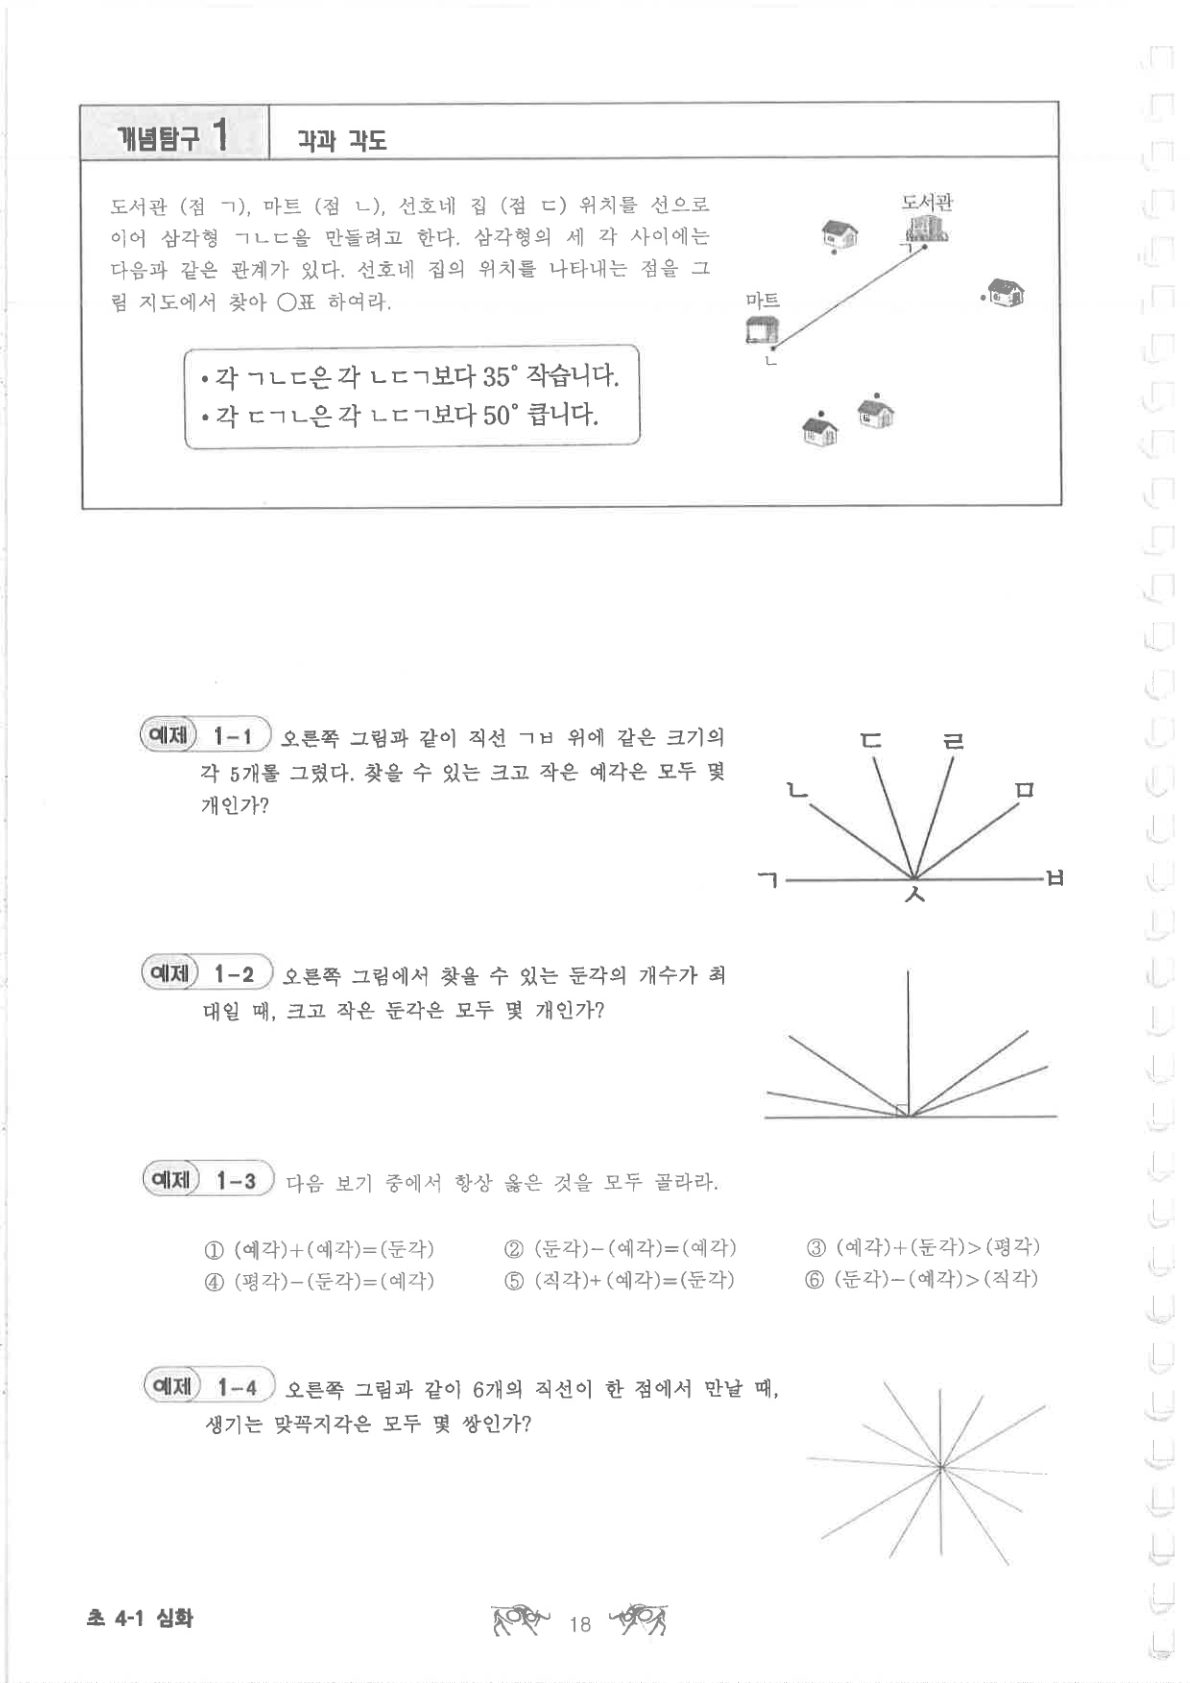 개념탐구 1 각과 각도
도서관 (점 ㄱ), 마트 (점 ㄴ), 선호네 집 (점 ㄷ) 위치를 선으로
이어 삼각형 ㄱㄴㄷ을 만들려고 한다. 삼각형의 세 각 사이에는
다음과 같은 관계가 있다. 선호네 집의 위치를 나타내는 점을 그
림 지도에서 찾아 ○표 하여라.
• 각 ㄱㄴㄷ은 각 ㄴㄷㄱ보다 35° 작습니다.
• 각 ㄷㄱㄴ은 각 ㄴㄷㄱ보다 50° 큽니다.
도서관
ㄱ
마트
ㄴ
예제 1-1 오른쪽 그림과 같이 직선 ㄱㅂ 위에 같은 크기의
각 5개를 그렸다. 찾을 수 있는 크고 작은 예각은 모두 몇
개인가?
ㄷ ㄹ
ㄴ ㅁ
ㄱ ㅂ
ㅅ
예제 1-2 오른쪽 그림에서 찾을 수 있는 둔각의 개수가 최
대일 때, 크고 작은 둔각은 모두 몇 개인가?
예제 1-3 다음 보기 중에서 항상 옳은 것을 모두 골라라.
① (예각)+(예각)=(둔각) ② (둔각)-(예각)=(예각) ③ (예각)+(둔각)>(평각)
④ (평각)-(둔각)=(예각) ⑤ (직각)+(예각)=(둔각) ⑥ (둔각)-(예각)>(직각)
예제 1-4 오른쪽 그림과 같이 6개의 직선이 한 점에서 만날 때,
생기는 맞꼭지각은 모두 몇 쌍인가?
초 4-1 심화
18